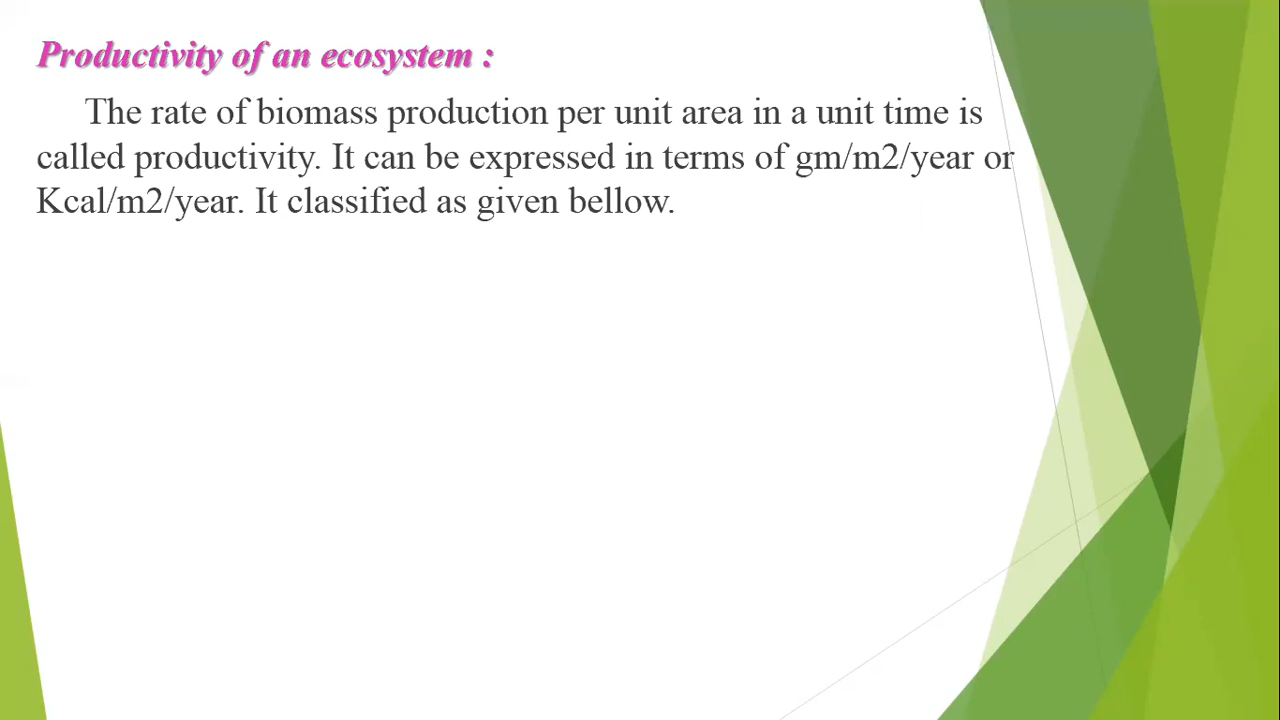 Productivity of an ecosystem :
The rate of biomass production per unit area in a unit time is
called productivity. It can be expressed in terms of gm/m2/year or
Kcal/m2/year. It classified as given bellow.